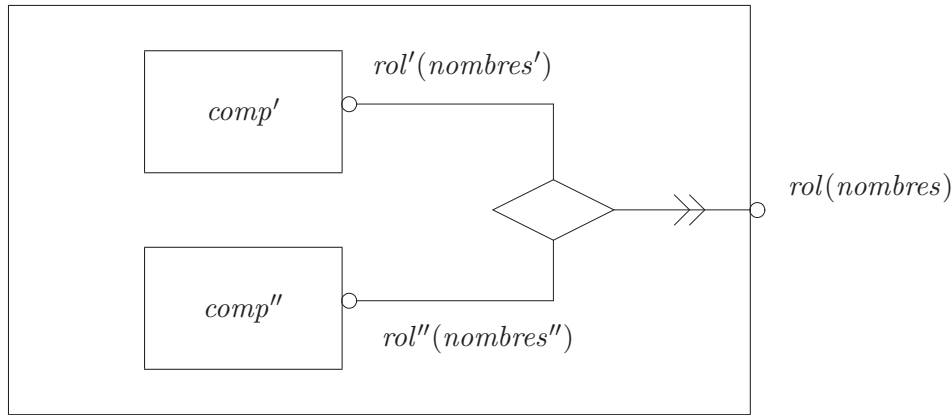 rol′(nombres′)
comp′
rol(nombres)
comp″
rol″(nombres″)